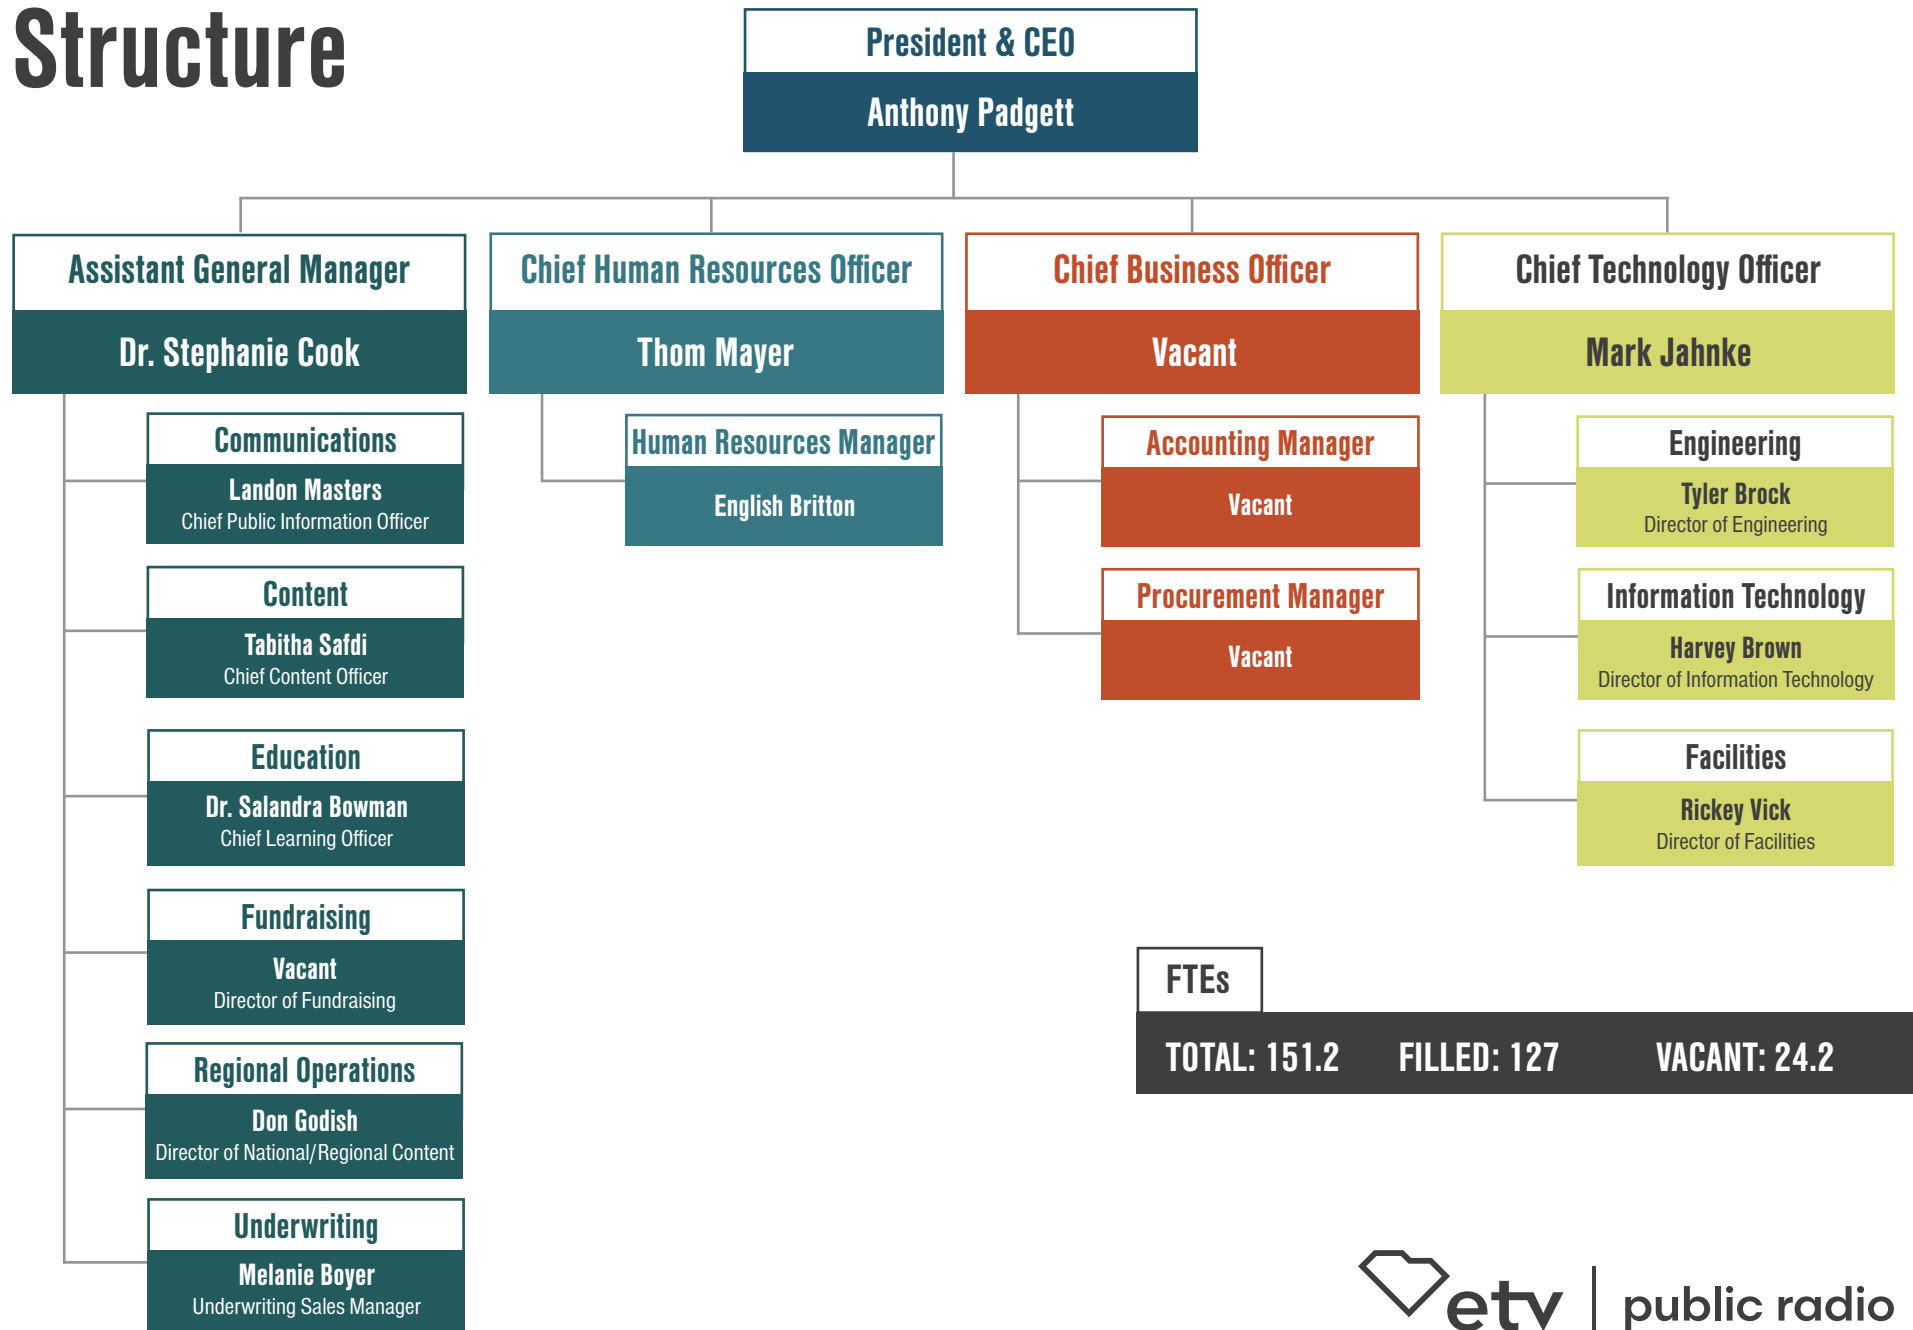 Structure
President & CEO
Anthony Padgett
Assistant General Manager
Dr. Stephanie Cook
Communications
Landon Masters
Chief Public Information Officer
Content
Tabitha Safdi
Chief Content Officer
Education
Dr. Salandra Bowman
Chief Learning Officer
Fundraising
Vacant
Director of Fundraising
Regional Operations
Don Godish
Director of National/Regional Content
Underwriting
Melanie Boyer
Underwriting Sales Manager
Chief Human Resources Officer
Thom Mayer
Human Resources Manager
English Britton
Chief Business Officer
Vacant
Accounting Manager
Vacant
Procurement Manager
Vacant
Chief Technology Officer
Mark Jahnke
Engineering
Tyler Brock
Director of Engineering
Information Technology
Harvey Brown
Director of Information Technology
Facilities
Rickey Vick
Director of Facilities
FTEs
TOTAL: 151.2 FILLED: 127 VACANT: 24.2
etv | public radio